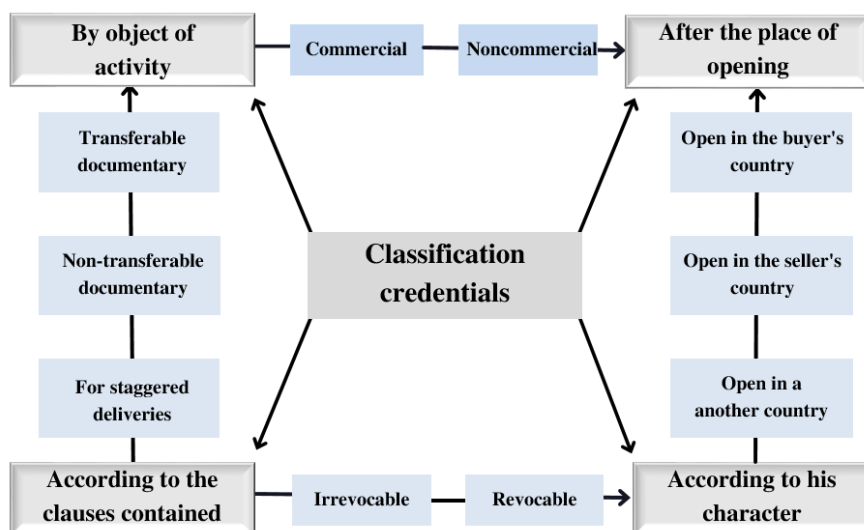 By object of
activity
Commercial
Noncommercial
After the place of
opening
Transferable
documentary
Open in the buyer's
country
Non-transferable
documentary
Classification
credentials
Open in the seller's
country
For staggered
deliveries
Open in a
another country
According to the
clauses contained
Irrevocable
Revocable
According to his
character